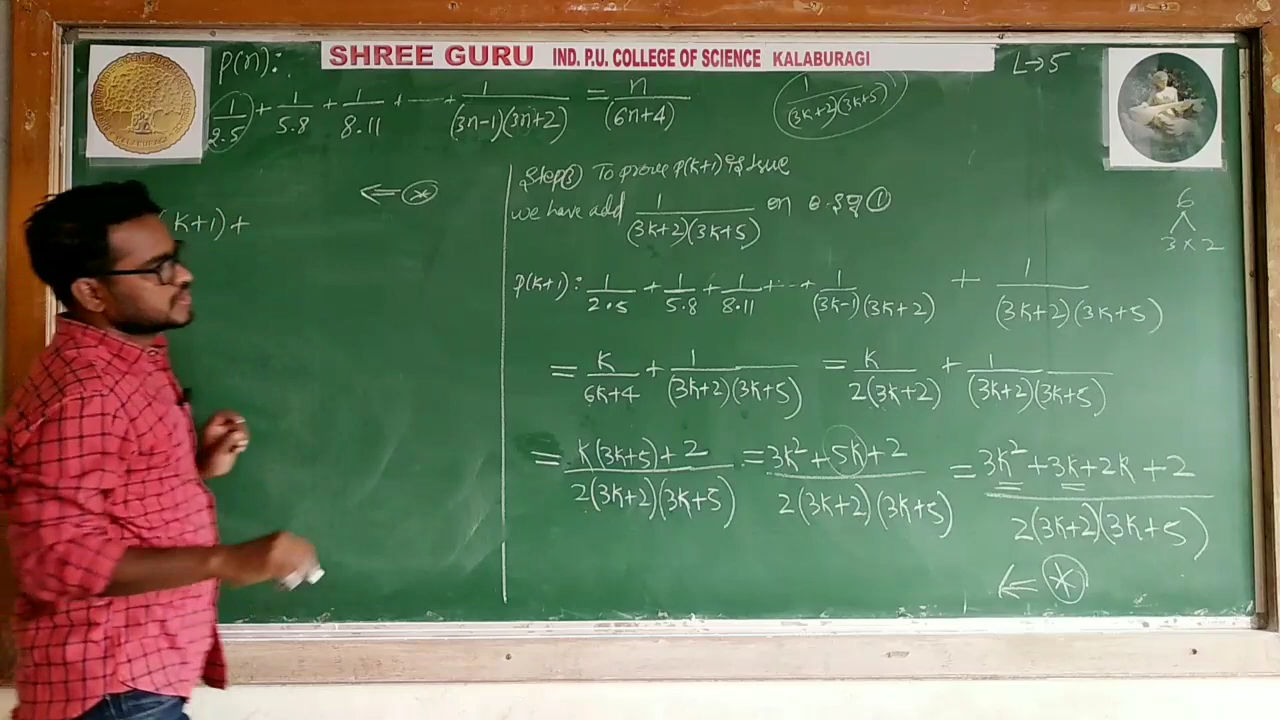 SHREE GURU IND. P.U. COLLEGE OF SCIENCE KALABURAGI
P(n):
L→5
1/2.5 + 1/5.8 + 1/8.11 + ---- + 1/(3n-1)(3n+2) = n/(6n+4)
1/(3k+2)(3k+5)
⇐ *
k+1)+
Step③ To prove P(k+1) is true
we have add 1/(3k+2)(3k+5) on ①
6
3×2
P(k+1): 1/2.5 + 1/5.8 + 1/8.11 + --- + 1/(3k-1)(3k+2) + 1/(3k+2)(3k+5)
= k/6k+4 + 1/(3k+2)(3k+5) = k/2(3k+2) + 1/(3k+2)(3k+5)
= k(3k+5)+2/2(3k+2)(3k+5) = 3k²+5k+2/2(3k+2)(3k+5) = 3k²+3k+2k+2/2(3k+2)(3k+5)
⇐ *